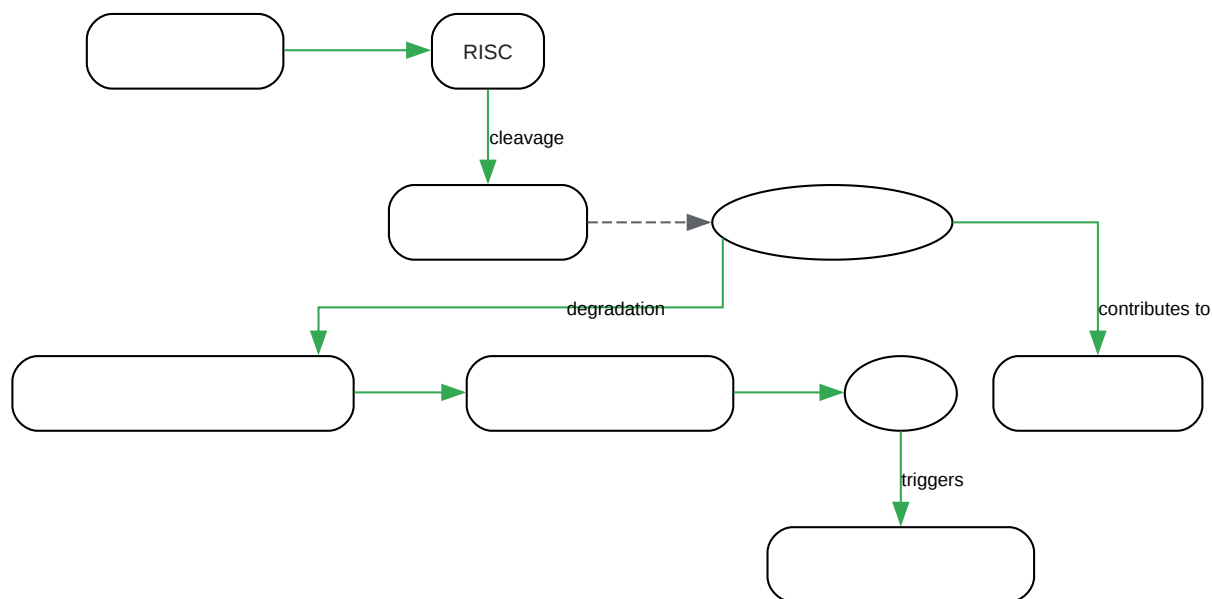 RISC
cleavage
degradation
contributes to
triggers